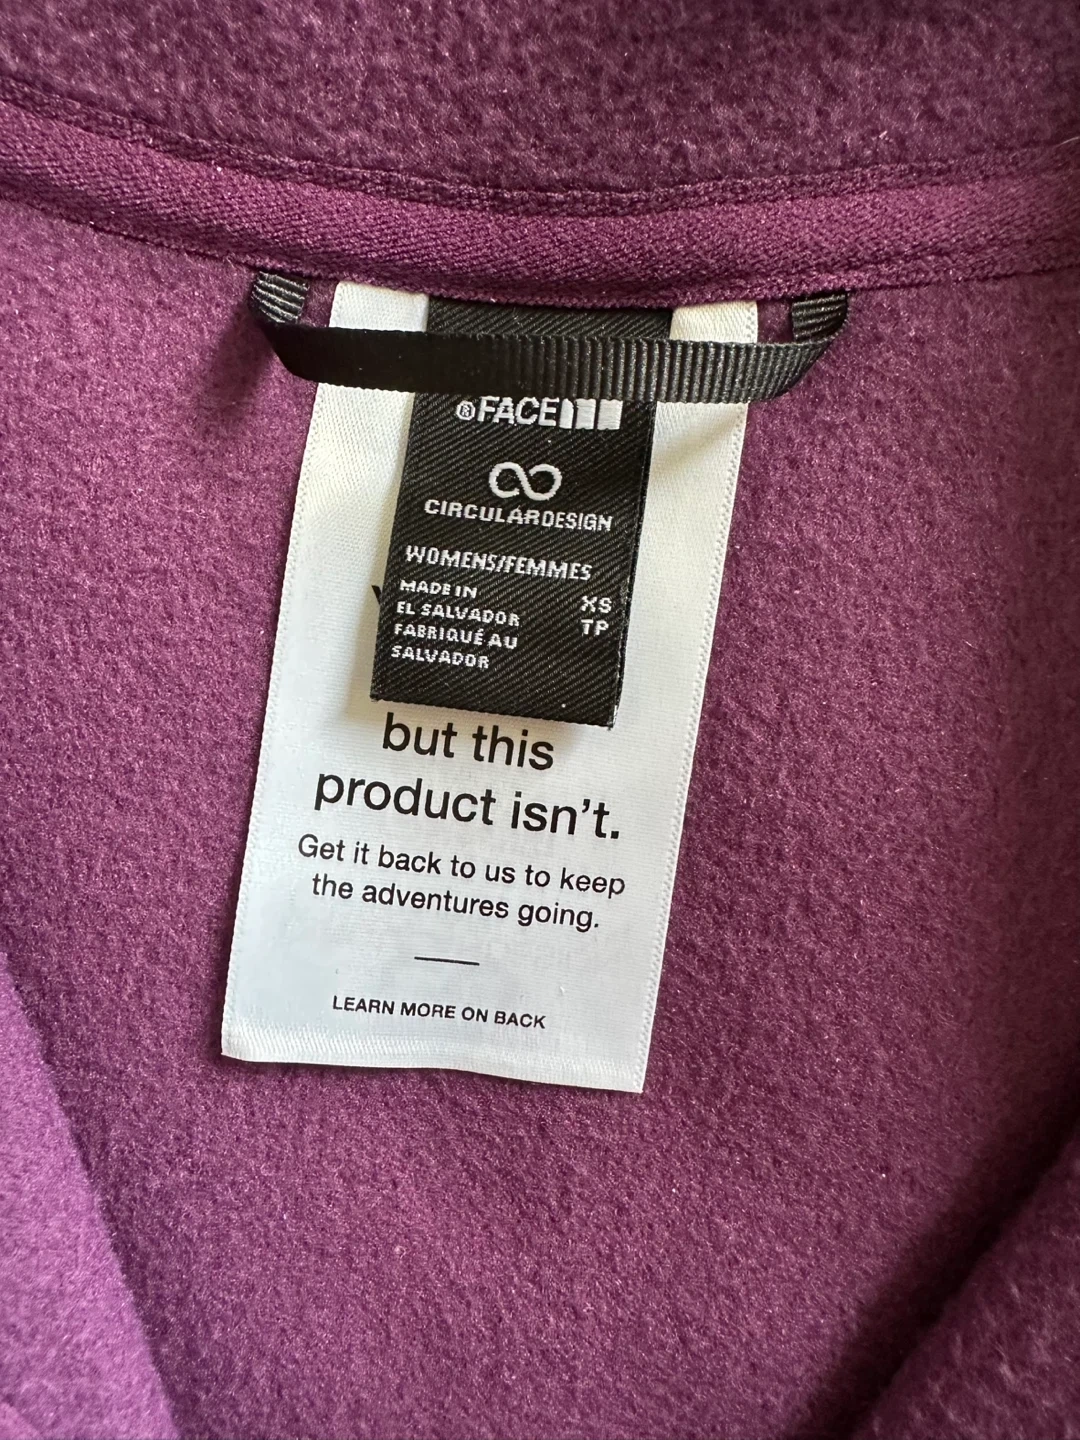 ®FACE
CIRCULARDESIGN
WOMENS/FEMMES
MADE IN
EL SALVADOR
FABRIQUÉ AU
SALVADOR
XS
TP
but this
product isn't.
Get it back to us to keep
the adventures going.
LEARN MORE ON BACK